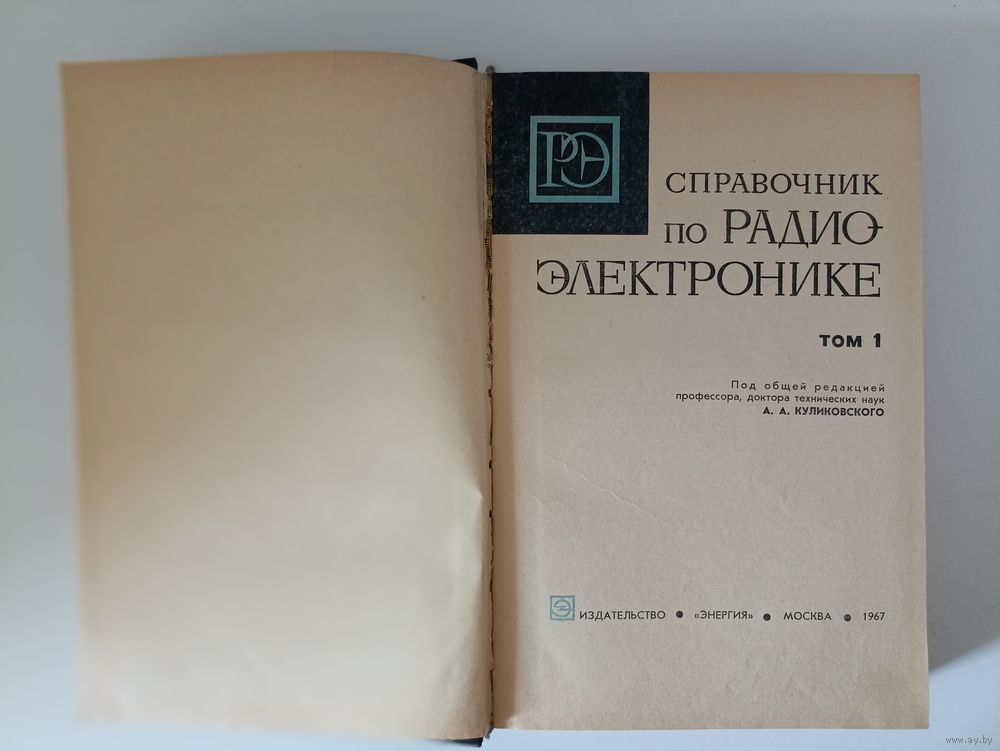 РЭ
СПРАВОЧНИК
ПО РАДИО-
ЭЛЕКТРОНИКЕ
ТОМ 1
Под общей редакцией
профессора, доктора технических наук
А. А. КУЛИКОВСКОГО
Э ИЗДАТЕЛЬСТВО • «ЭНЕРГИЯ» • МОСКВА • 1967
www.ay.by